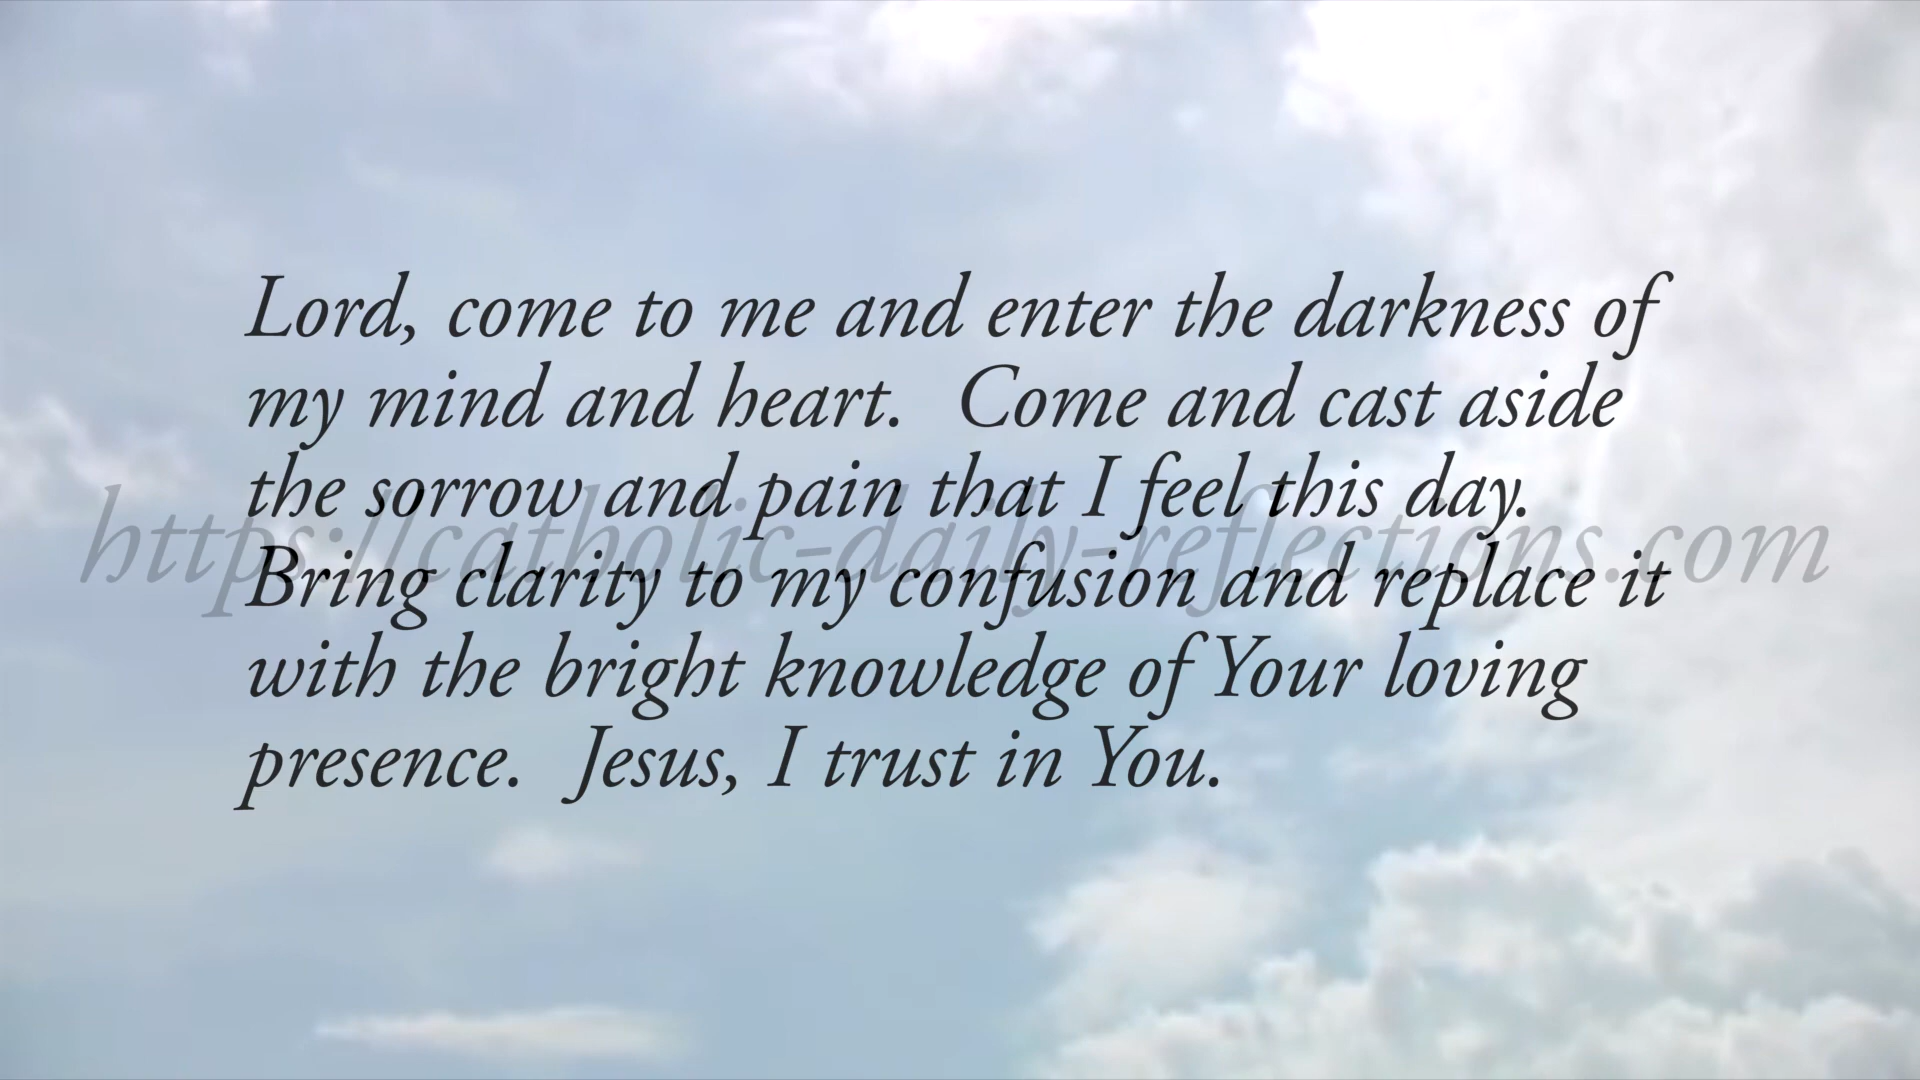 Lord, come to me and enter the darkness of
my mind and heart.  Come and cast aside
the sorrow and pain that I feel this day.
https://catholic-daily-reflections.com
Bring clarity to my confusion and replace it
with the bright knowledge of Your loving
presence.  Jesus, I trust in You.